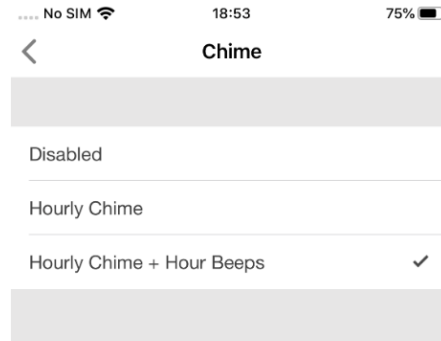 No SIM 18:53 75%
Chime
Disabled
Hourly Chime
Hourly Chime + Hour Beeps